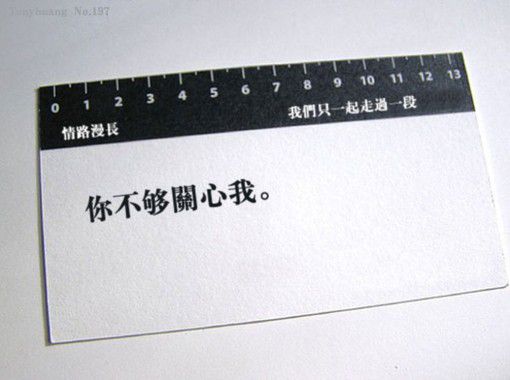 Tonyhuang No.197
0 1 2 3 4 5 6 7 8 9 10 11 12 13
情路漫長 我們只一起走過一段
你不够關心我。